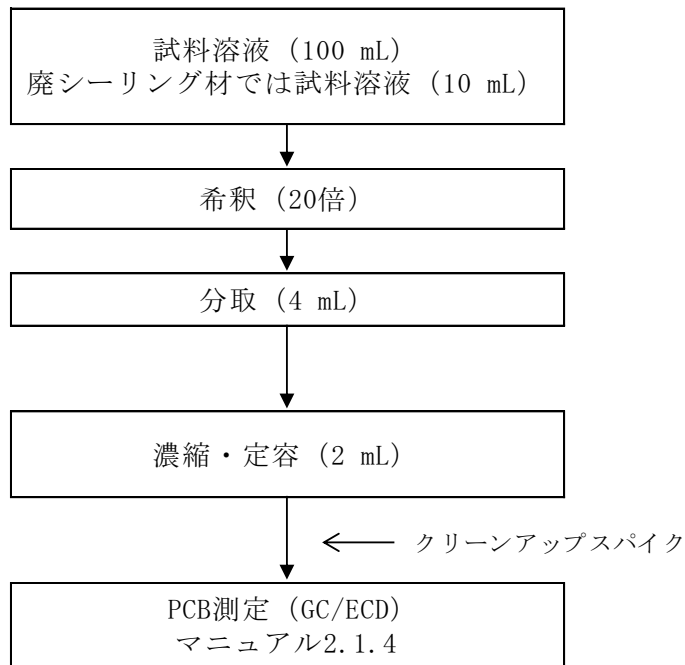 試料溶液 (100 mL)
廃シーリング材では試料溶液 (10 mL)
希釈 (20倍)
分取 (4 mL)
濃縮・定容 (2 mL)
クリーンアップスパイク
PCB測定 (GC/ECD)
マニュアル2.1.4